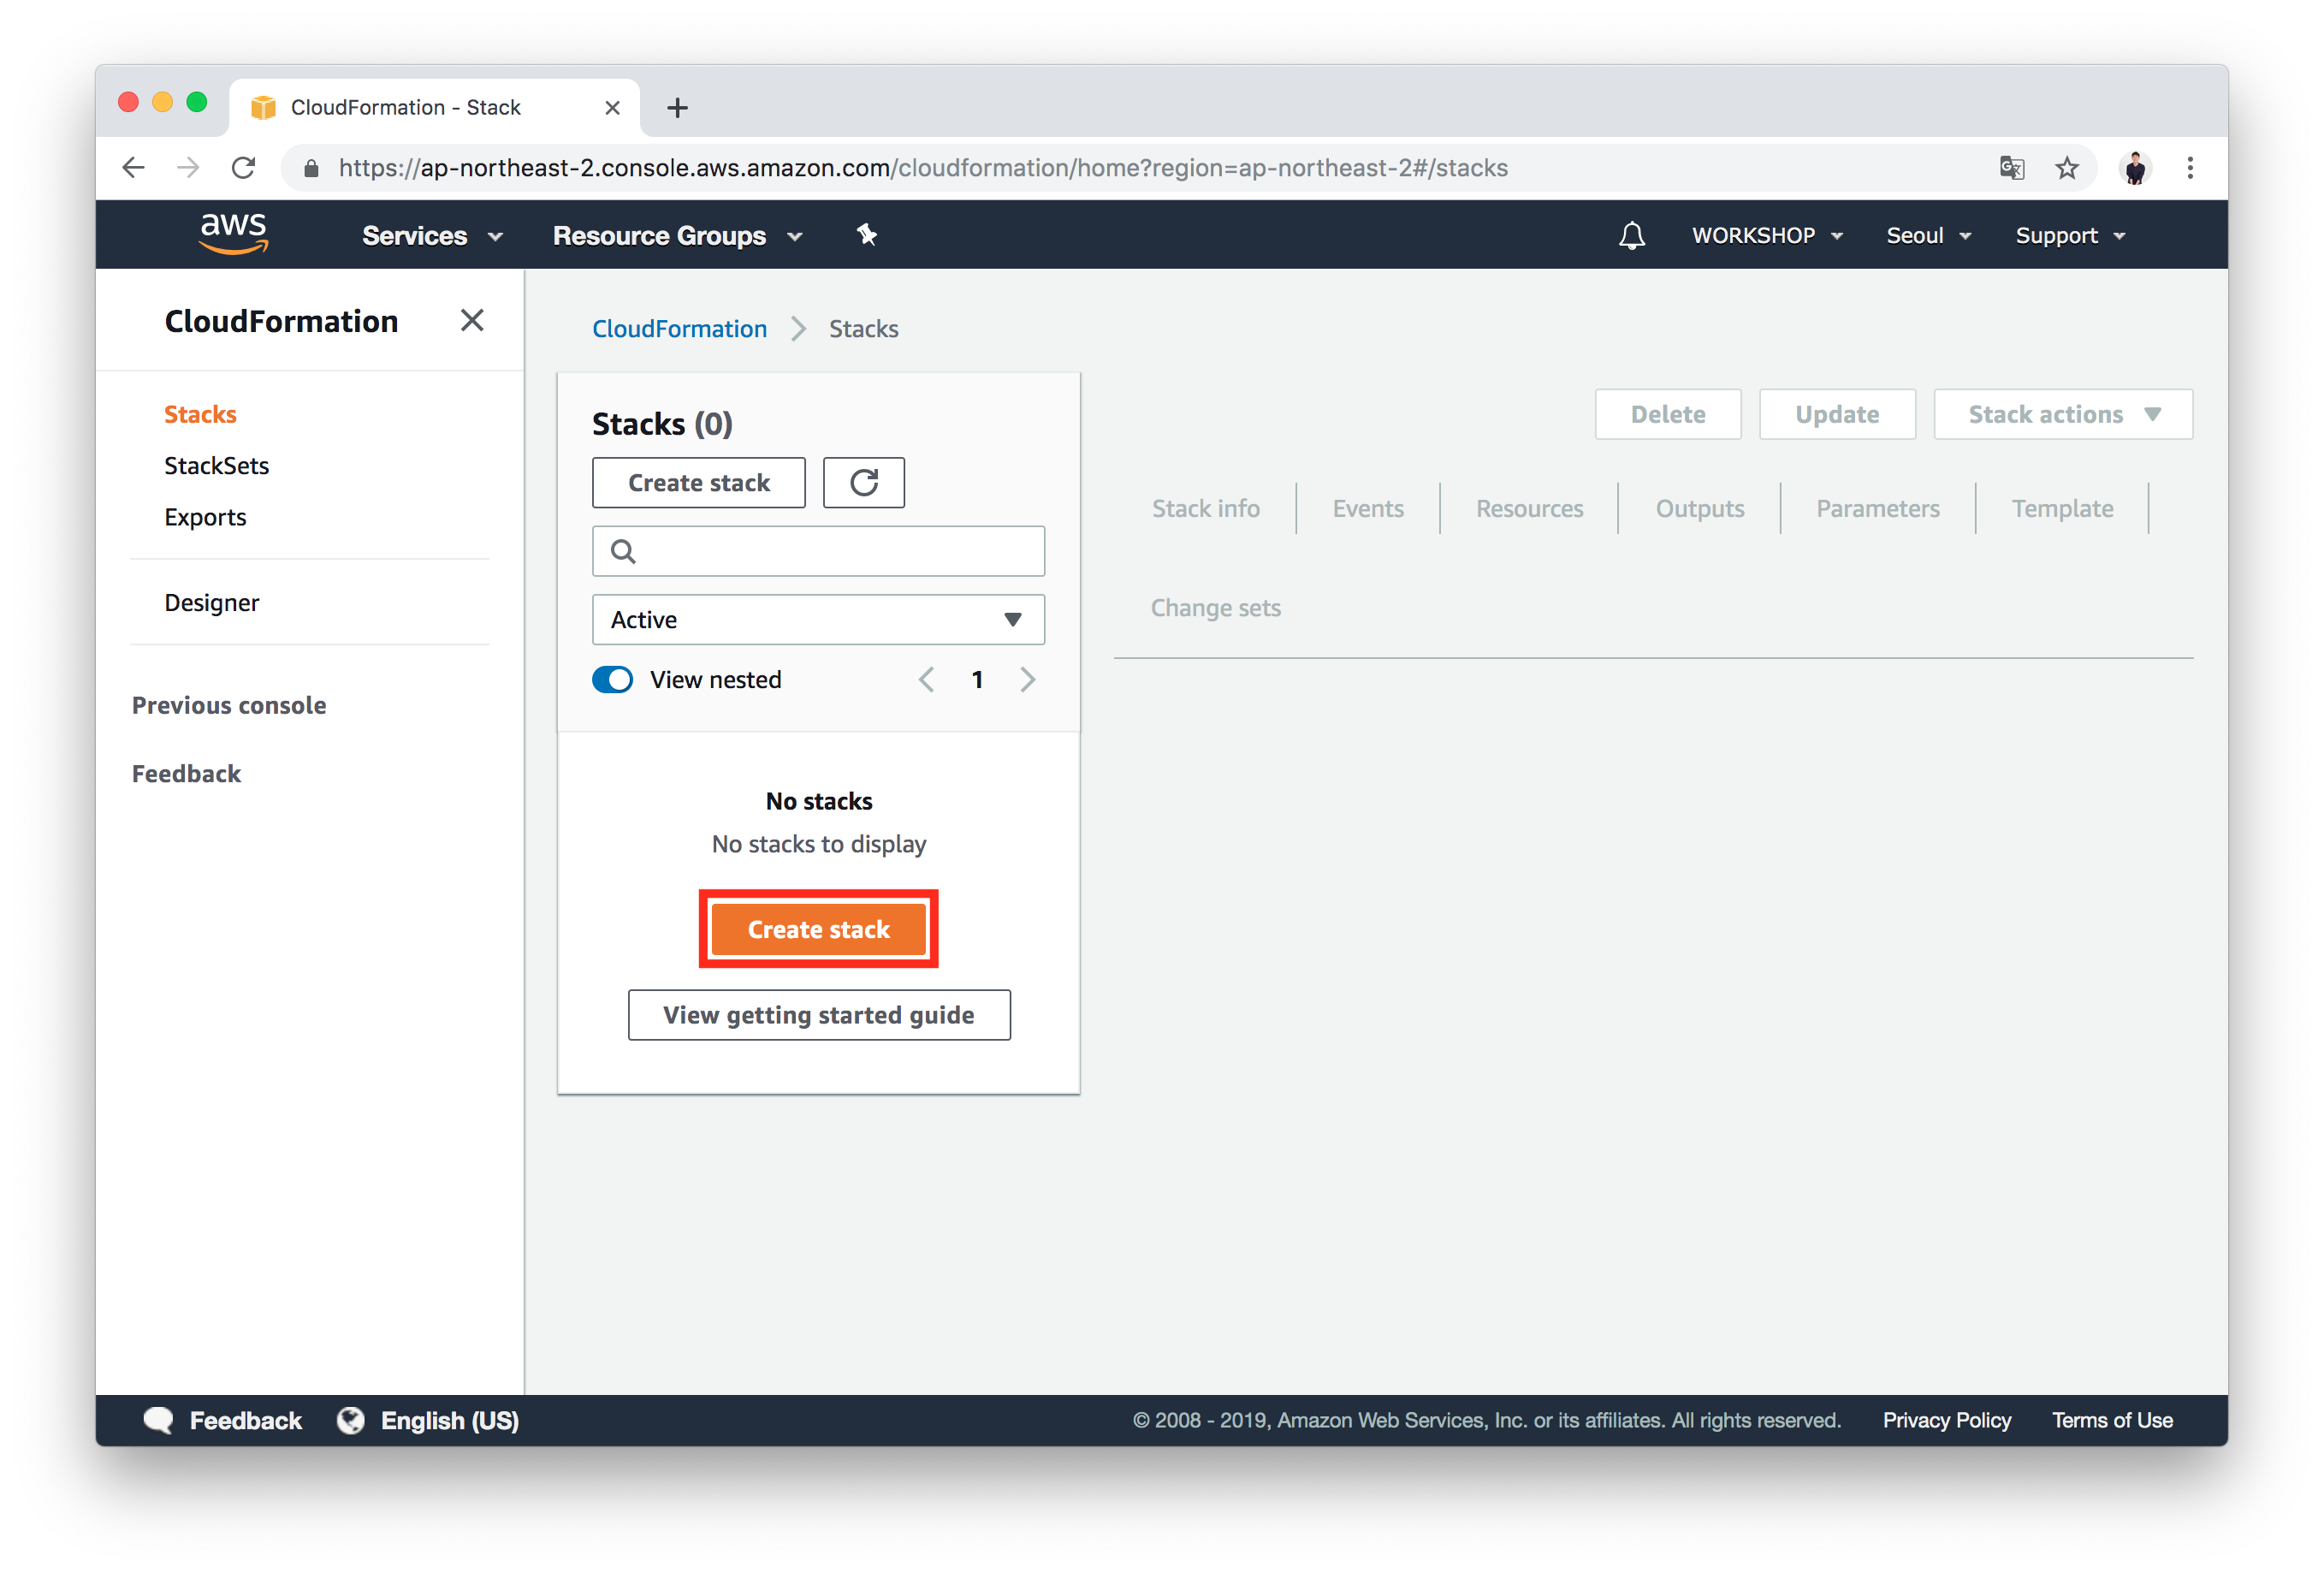 CloudFormation - Stack
https://ap-northeast-2.console.aws.amazon.com/cloudformation/home?region=ap-northeast-2#/stacks
aws Services Resource Groups WORKSHOP Seoul Support
CloudFormation
Stacks
StackSets
Exports
Designer
Previous console
Feedback
CloudFormation Stacks
Stacks (0)
Create stack
Active
View nested 1
No stacks
No stacks to display
Create stack
View getting started guide
Delete Update Stack actions
Stack info Events Resources Outputs Parameters Template
Change sets
Feedback English (US) © 2008 - 2019, Amazon Web Services, Inc. or its affiliates. All rights reserved. Privacy Policy Terms of Use